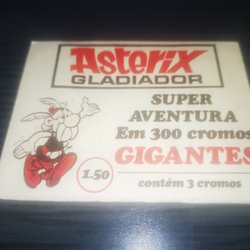 Asterix
GLADIADOR
SUPER
AVENTURA
Em 300 cromos
GIGANTES
1.50
contém 3 cromos